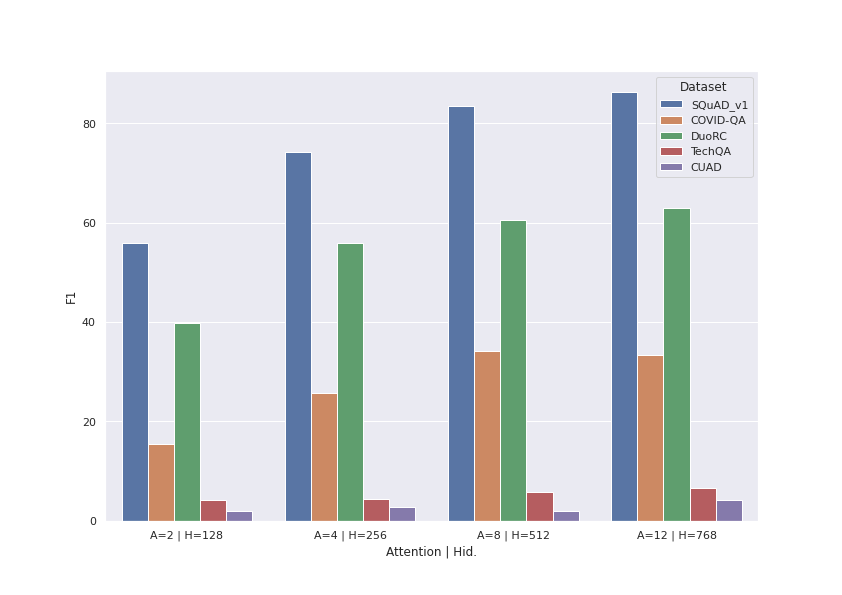 Dataset
SQuAD_v1
COVID-QA
DuoRC
TechQA
CUAD
80
60
40
20
0
F1
A=2 | H=128
A=4 | H=256
A=8 | H=512
A=12 | H=768
Attention | Hid.